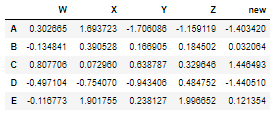 W X Y Z new
A 0.302665 1.693723 -1.706086 -1.159119 -1.403420
B -0.134841 0.390528 0.166905 0.184502 0.032064
C 0.807706 0.072960 0.638787 0.329646 1.446493
D -0.497104 -0.754070 -0.943406 0.484752 -1.440510
E -0.116773 1.901755 0.238127 1.996652 0.121354